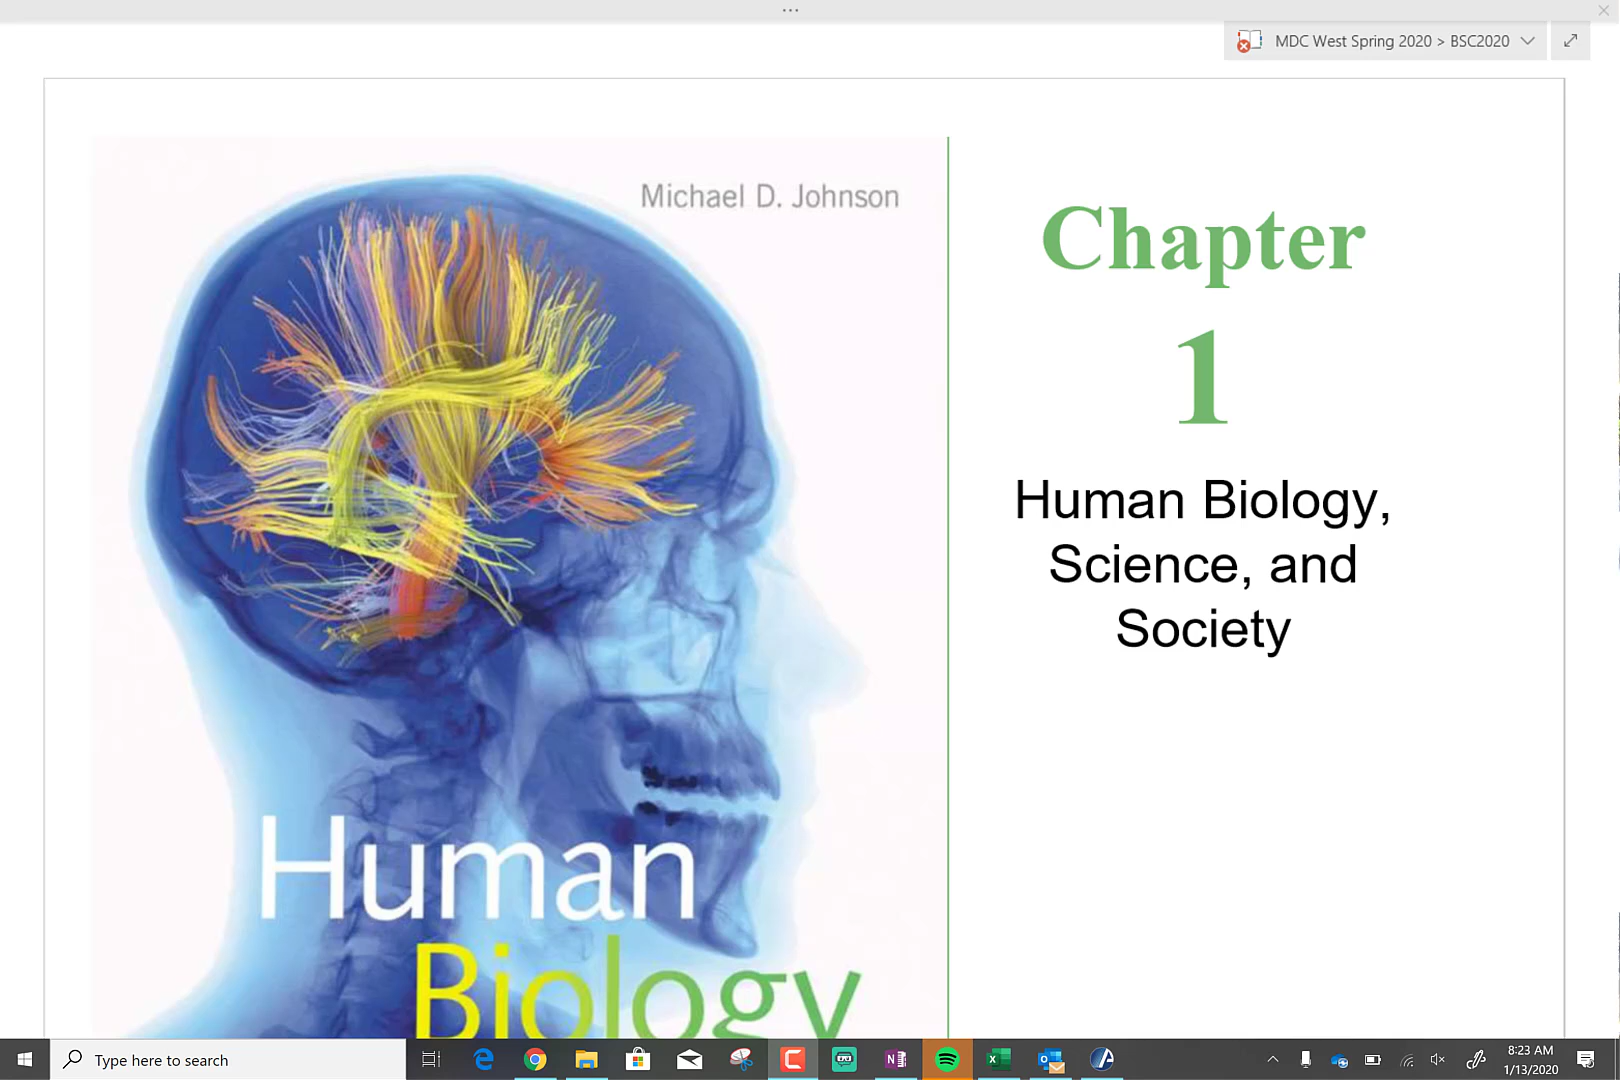 MDC West Spring 2020 > BSC2020
Michael D. Johnson
Human
Biology
Chapter
1
Human Biology,
Science, and
Society
Type here to search
8:23 AM
1/13/2020